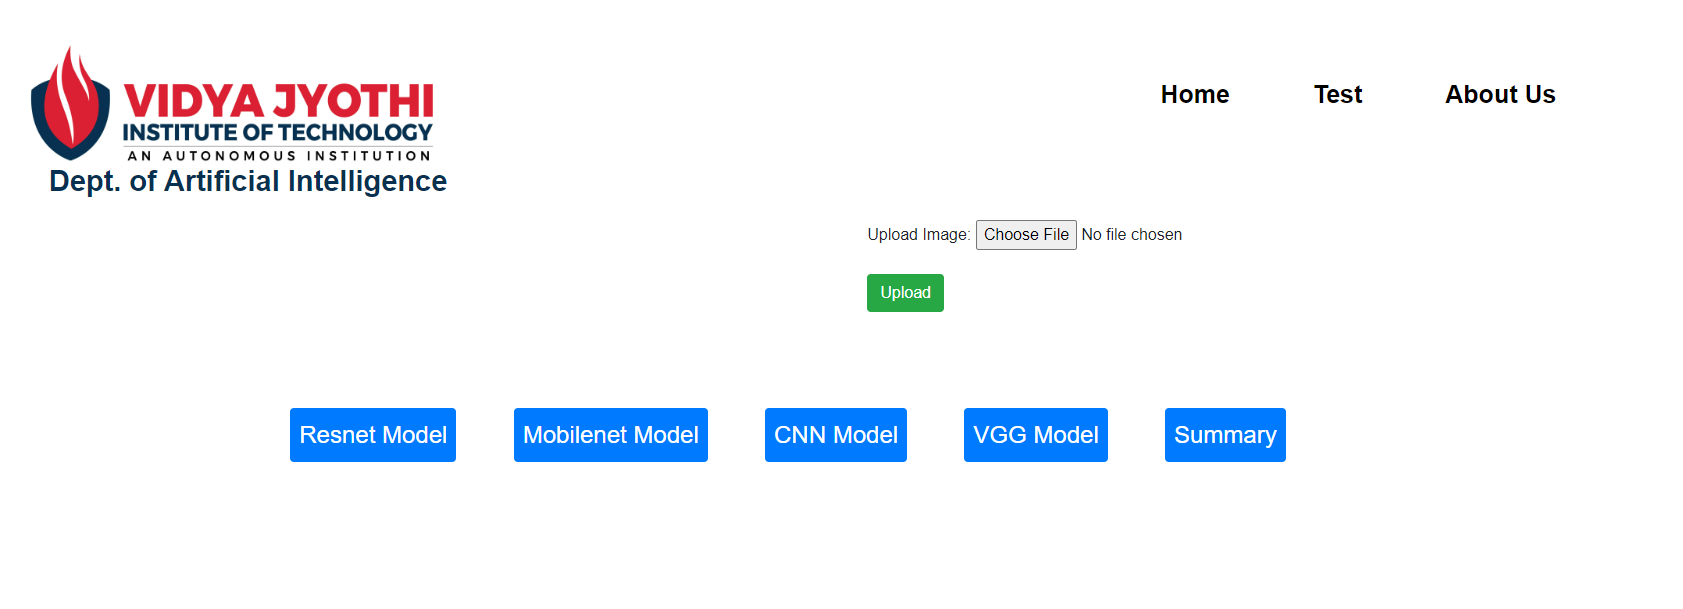 VIDYA JYOTHI
INSTITUTE OF TECHNOLOGY
AN AUTONOMOUS INSTITUTION
Dept. of Artificial Intelligence
Home Test About Us
Upload Image: Choose File No file chosen
Upload
Resnet Model Mobilenet Model CNN Model VGG Model Summary